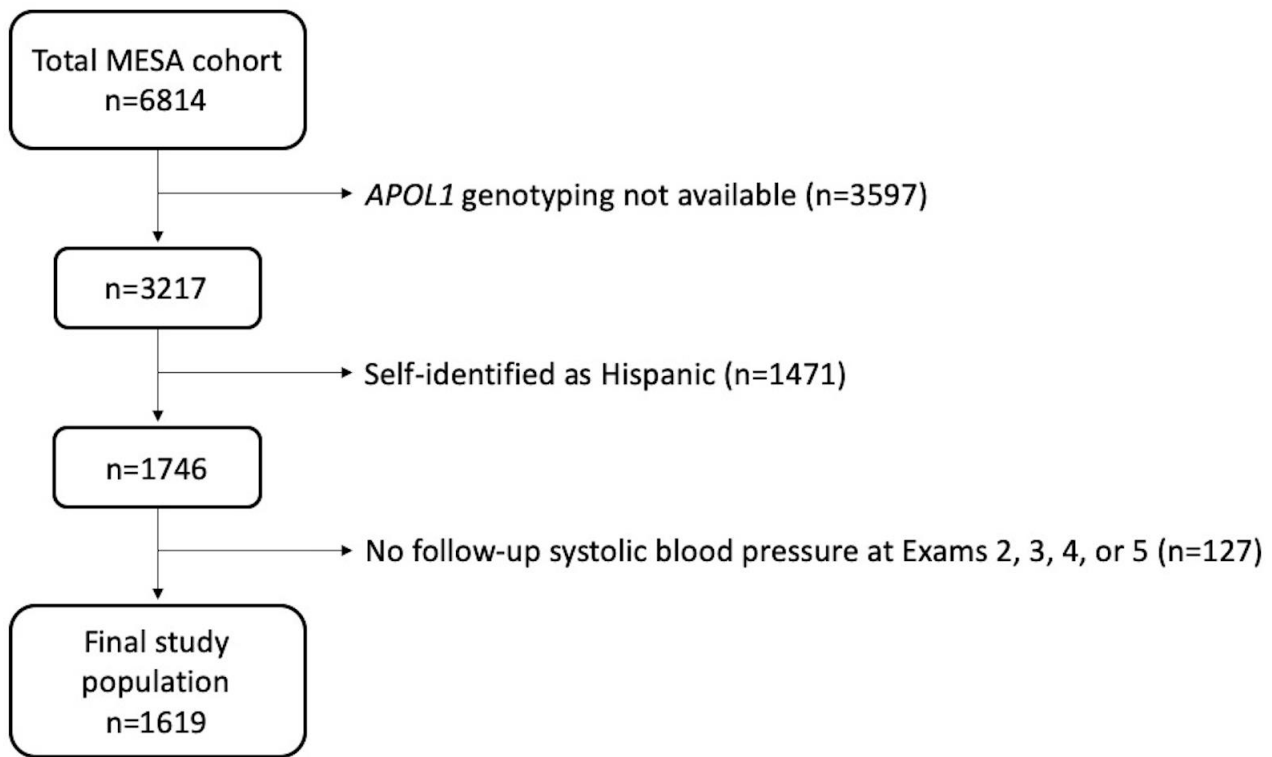 Total MESA cohort
n=6814
APOL1 genotyping not available (n=3597)
n=3217
Self-identified as Hispanic (n=1471)
n=1746
No follow-up systolic blood pressure at Exams 2, 3, 4, or 5 (n=127)
Final study
population
n=1619